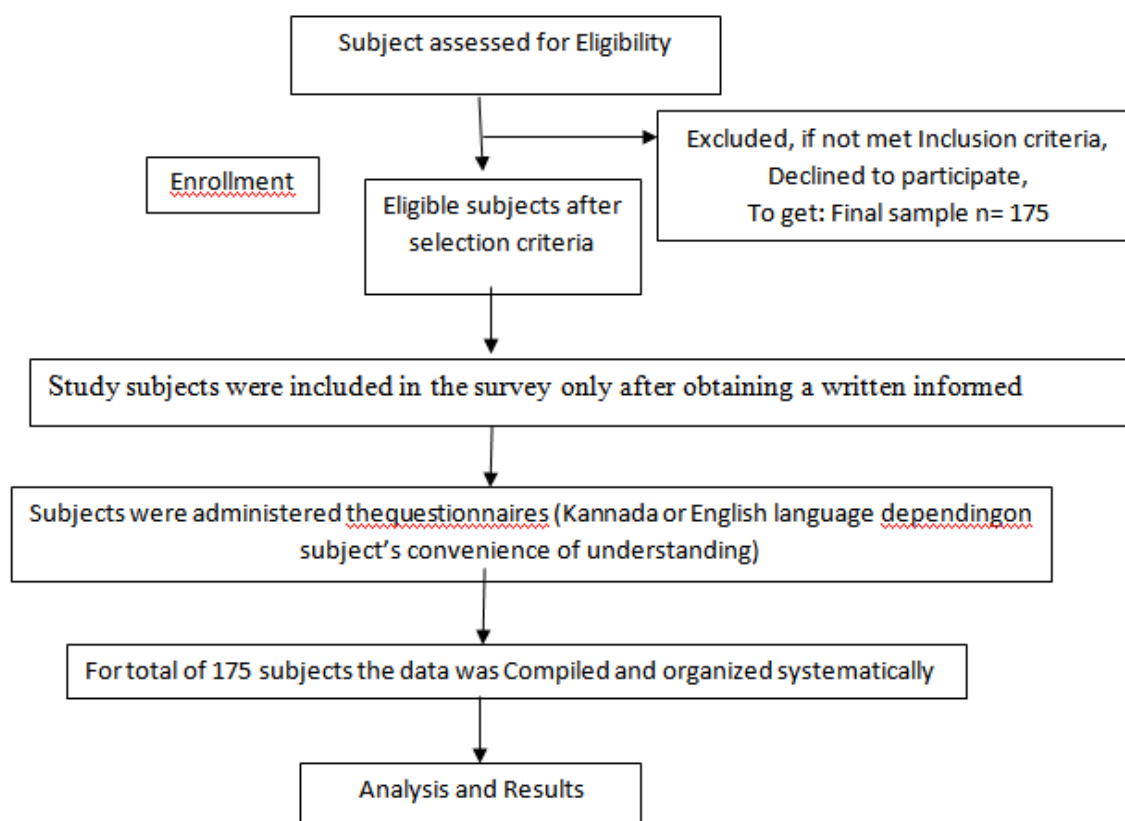 Subject assessed for Eligibility
Excluded, if not met Inclusion criteria,
Declined to participate,
To get: Final sample n= 175
Enrollment
Eligible subjects after
selection criteria
Study subjects were included in the survey only after obtaining a written informed
Subjects were administered thequestionnaires (Kannada or English language dependingon
subject’s convenience of understanding)
For total of 175 subjects the data was Compiled and organized systematically
Analysis and Results